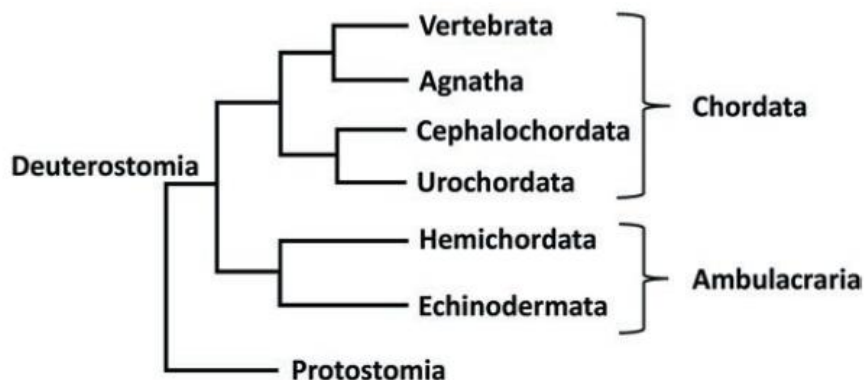 Vertebrata
Agnatha
Chordata
Cephalochordata
Deuterostomia
Urochordata
Hemichordata
Ambulacraria
Echinodermata
Protostomia